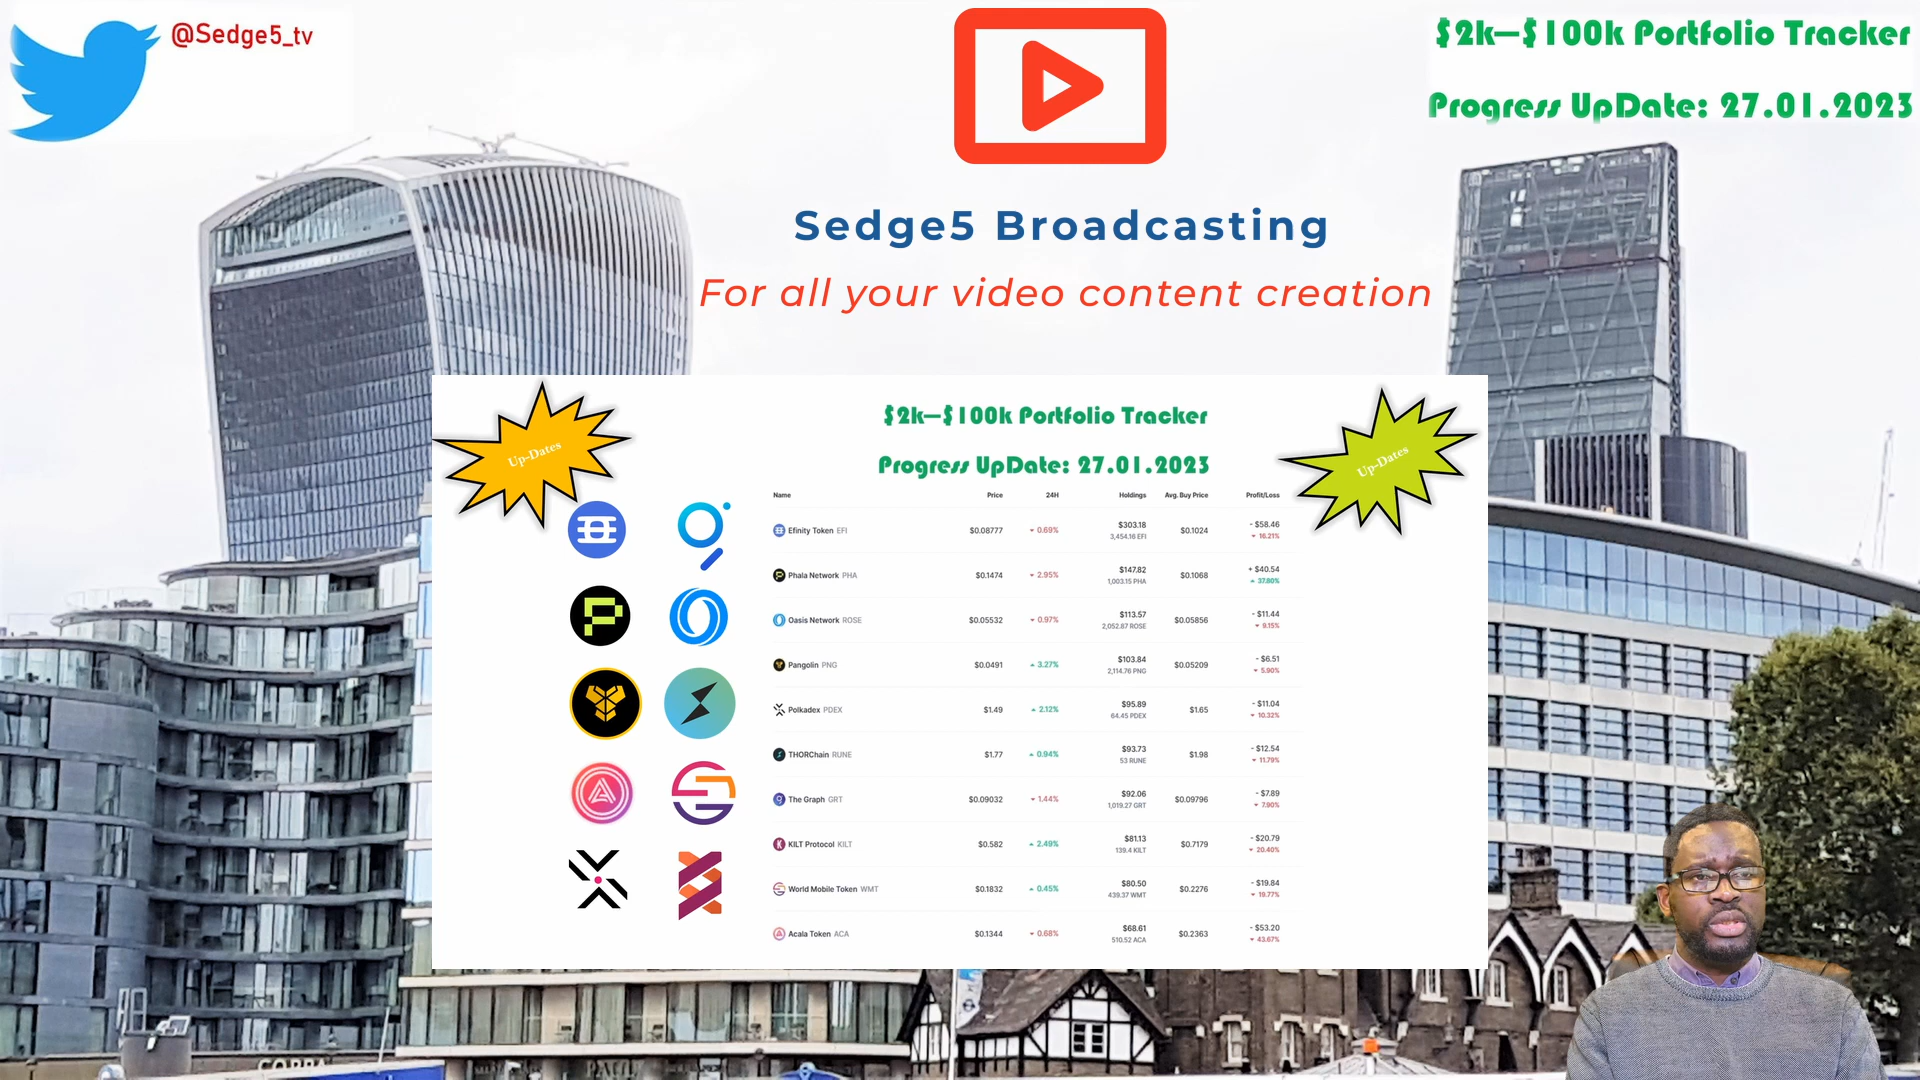 @Sedge5_tv
$2k—$100k Portfolio Tracker
Progress UpDate: 27.01.2023
Sedge5 Broadcasting
For all your video content creation
Up-Dates
$2k—$100k Portfolio Tracker
Progress UpDate: 27.01.2023
Up-Dates
Name Price 24H Holdings Avg. Buy Price Profit/Loss
Efinity Token EFI $0.08777 0.69% $303.18 $0.1024 - $58.46
3,454.16 EFI 16.21%
Phala Network PHA $0.1474 2.95% $147.82 $0.1068 + $40.54
1,003.15 PHA 37.80%
Oasis Network ROSE $0.05532 0.97% $113.57 $0.05856 - $11.44
2,052.87 ROSE 9.15%
Pangolin PNG $0.0491 3.27% $103.84 $0.05209 - $6.51
2,114.76 PNG 5.90%
Polkadex PDEX $1.49 2.12% $95.89 $1.65 - $11.04
64.45 PDEX 10.32%
THORChain RUNE $1.77 0.94% $93.73 $1.98 - $12.54
53 RUNE 11.79%
The Graph GRT $0.09032 1.44% $92.06 $0.09796 - $7.89
1,019.27 GRT 7.90%
KILT Protocol KILT $0.582 2.49% $81.13 $0.7179 - $20.79
139.4 KILT 20.40%
World Mobile Token WMT $0.1832 0.45% $80.50 $0.2276 - $19.84
439.37 WMT 19.77%
Acala Token ACA $0.1344 0.68% $68.61 $0.2363 - $53.20
510.52 ACA 43.67%